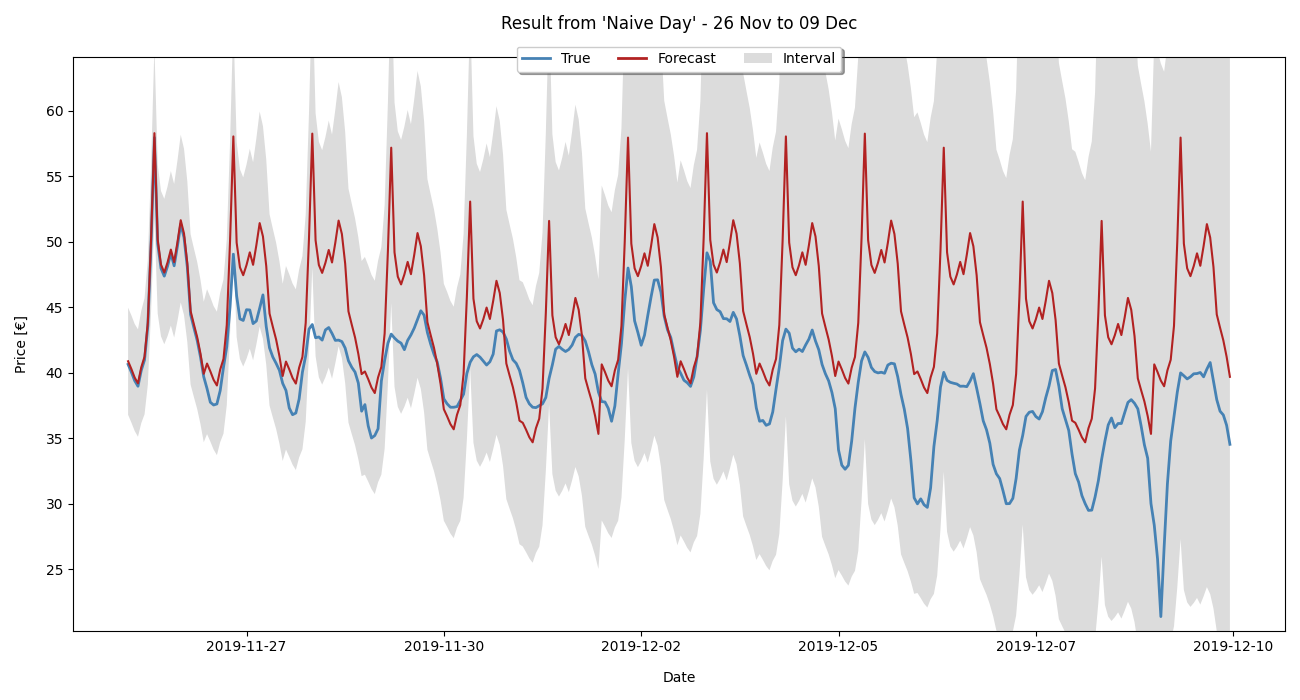 Result from 'Naive Day' - 26 Nov to 09 Dec
True
Forecast
Interval
Price [€]
60
55
50
45
40
35
30
25
2019-11-27
2019-11-30
2019-12-02
2019-12-05
2019-12-07
2019-12-10
Date